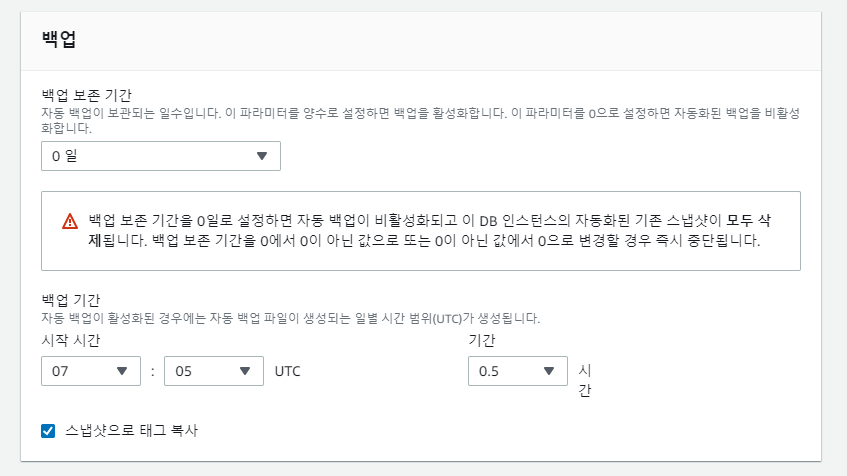 백업
백업 보존 기간
자동 백업이 보관되는 일수입니다. 이 파라미터를 양수로 설정하면 백업을 활성화합니다. 이 파라미터를 0으로 설정하면 자동화된 백업을 비활성
화합니다.
0 일
백업 보존 기간을 0일로 설정하면 자동 백업이 비활성화되고 이 DB 인스턴스의 자동화된 기존 스냅샷이 모두 삭
제됩니다. 백업 보존 기간을 0에서 0이 아닌 값으로 또는 0이 아닌 값에서 0으로 변경할 경우 즉시 중단됩니다.
백업 기간
자동 백업이 활성화된 경우에는 자동 백업 파일이 생성되는 일별 시간 범위(UTC)가 생성됩니다.
시작 시간
07 : 05 UTC
기간
0.5 시
간
스냅샷으로 태그 복사